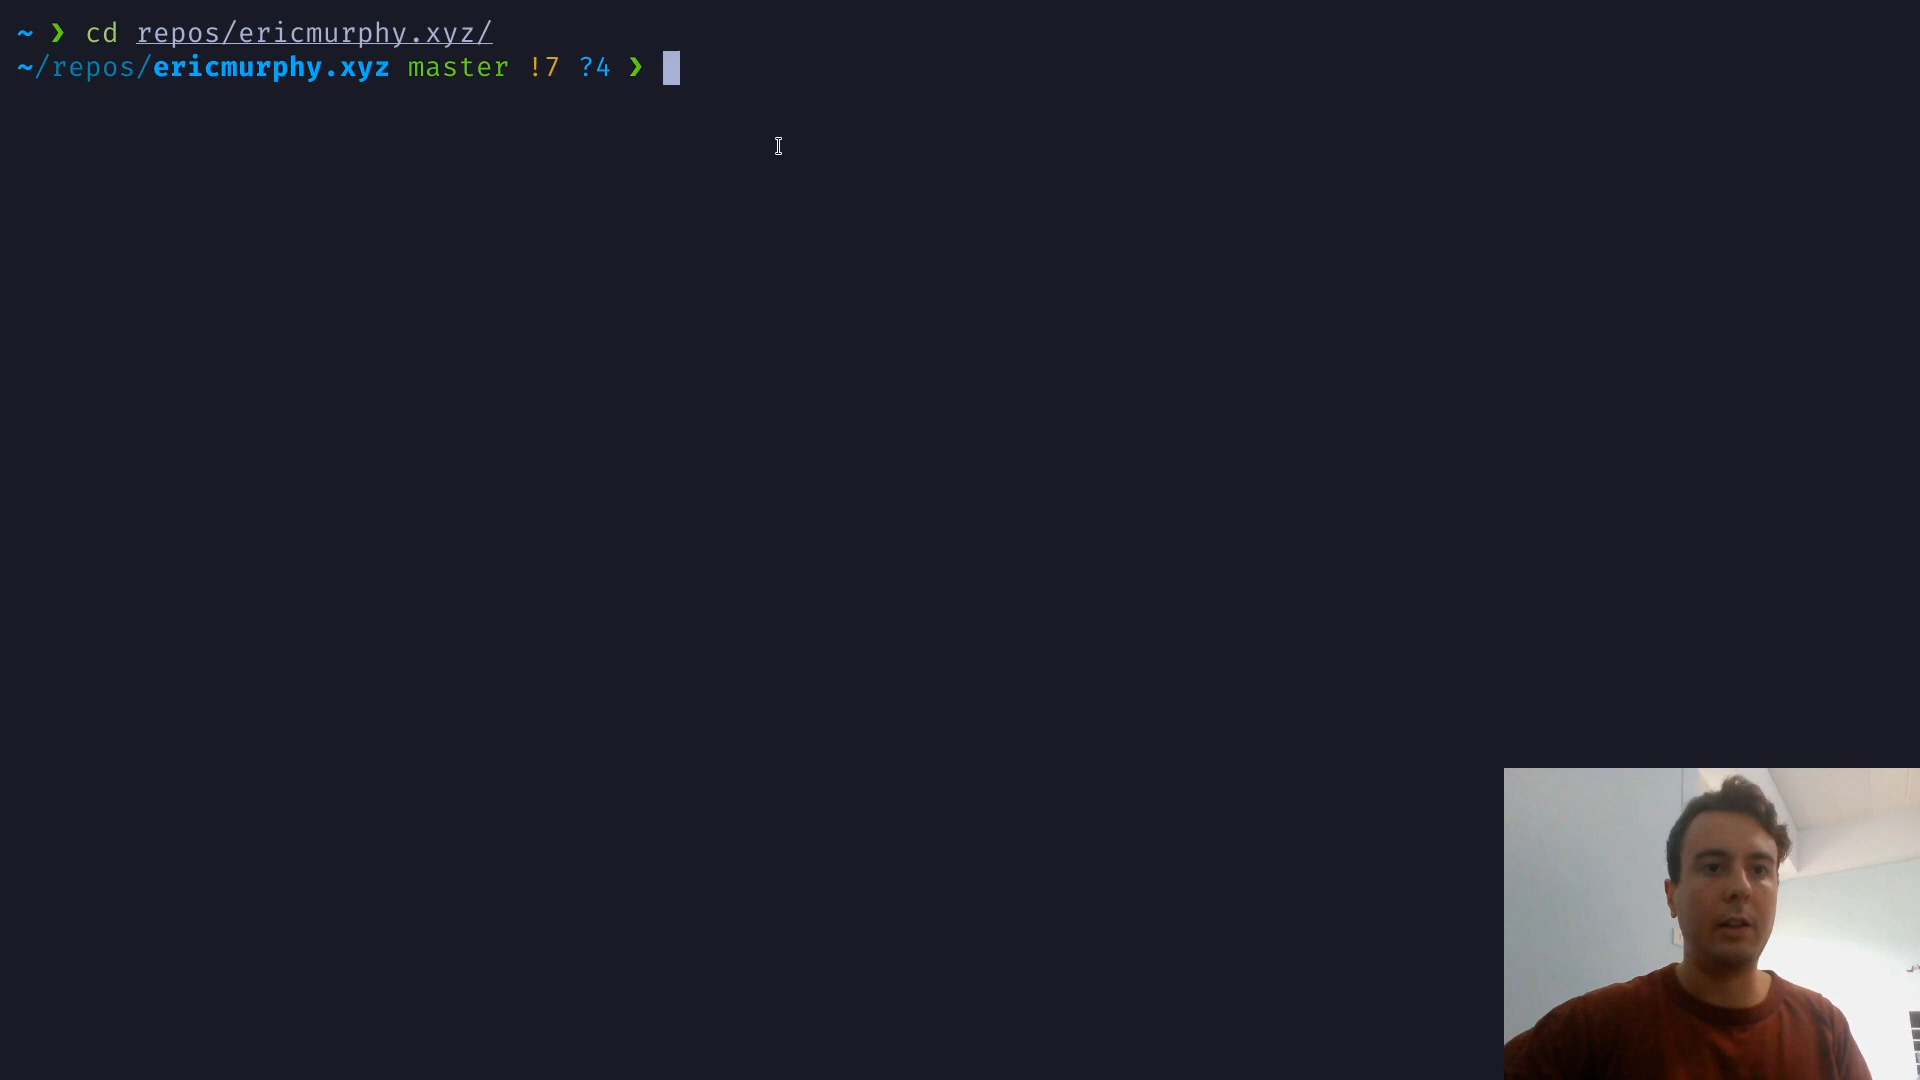 ~ ❯ cd repos/ericmurphy.xyz/
~/repos/ericmurphy.xyz master !7 ?4 ❯